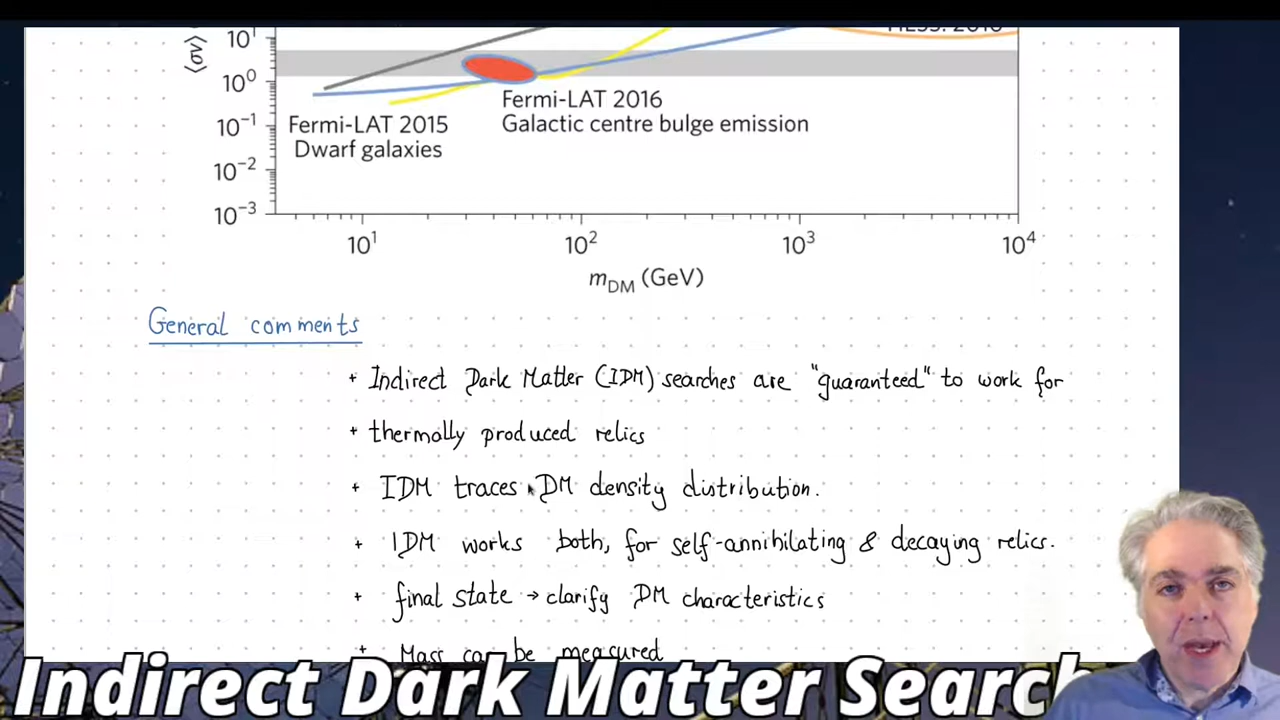 10¹
H.E.S.S. 2016
⟨σv⟩
10⁰
Fermi-LAT 2016
Galactic centre bulge emission
10⁻¹
Fermi-LAT 2015
Dwarf galaxies
10⁻²
10⁻³
10¹ 10² 10³ 10⁴
mDM (GeV)
General comments
+ Indirect Dark Matter (IDM) searches are "guaranteed" to work for
+ thermally produced relics
+ IDM traces DM density distribution.
+ IDM works both, for self-annihilating & decaying relics.
+ final state → clarify DM characteristics
+ Mass can be measured
Indirect Dark Matter Search